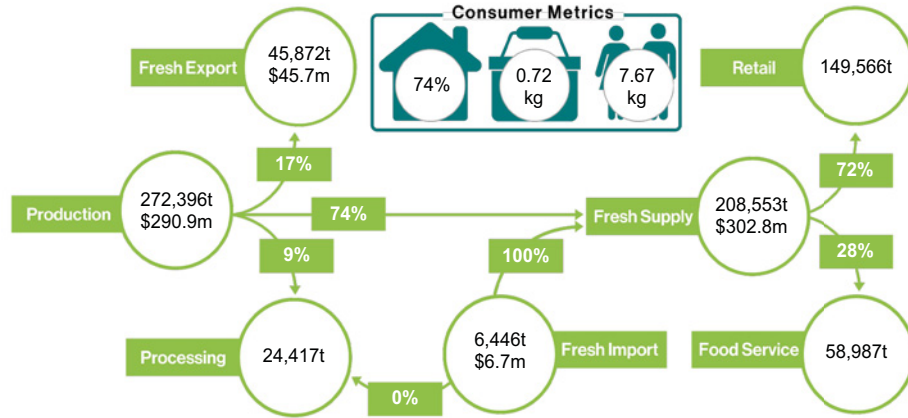 Consumer Metrics
Fresh Export
45,872t
$45.7m
74%
0.72
kg
7.67
kg
Retail
149,566t
17%
72%
Production
272,396t
$290.9m
74%
Fresh Supply
208,553t
$302.8m
9%
100%
28%
Processing
24,417t
6,446t
$6.7m
Fresh Import
Food Service
58,987t
0%